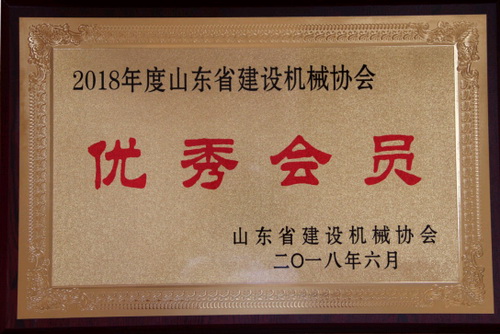 2018年度山东省建设机械协会
优秀会员
山东省建设机械协会
二〇一八年六月